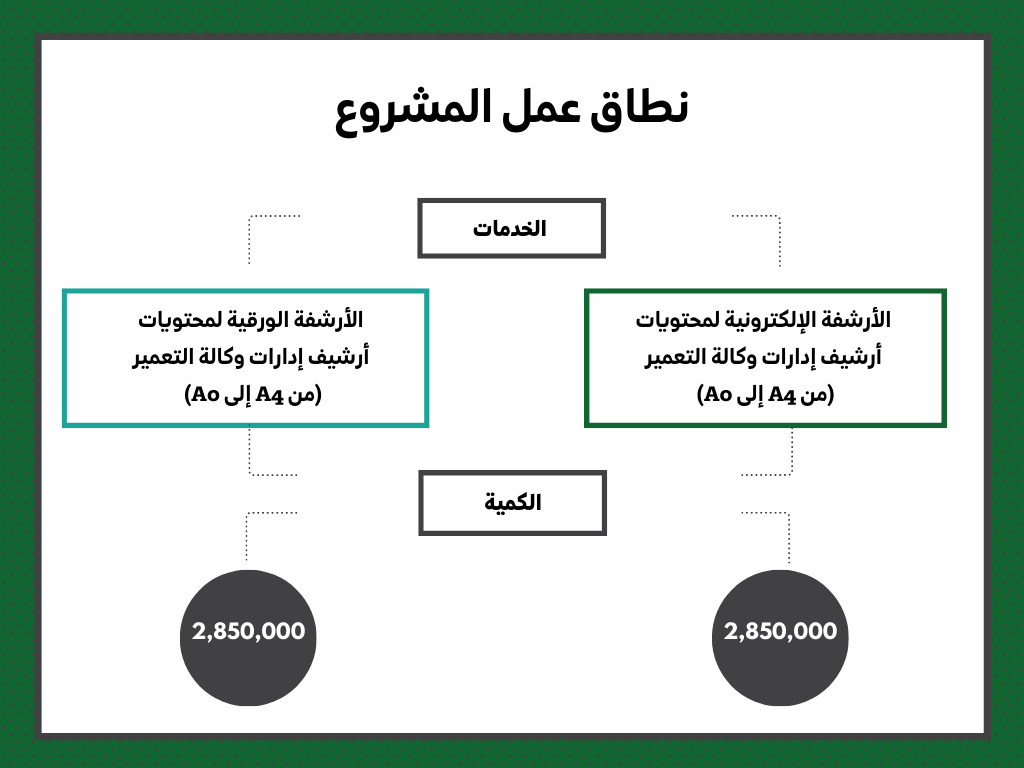 نطاق عمل المشروع
الخدمات
الأرشفة الإلكترونية لمحتويات
أرشيف إدارات وكالة التعمير
(من A4 إلى A0)
الأرشفة الورقية لمحتويات
أرشيف إدارات وكالة التعمير
(من A4 إلى A0)
الكمية
2,850,000
2,850,000